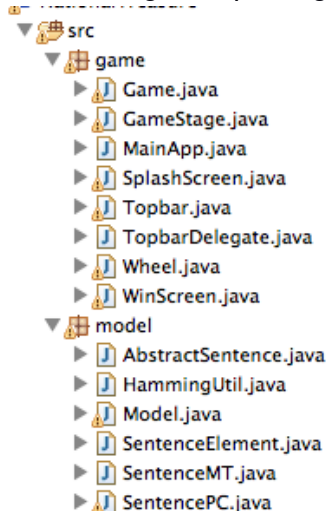 src
game
Game.java
GameStage.java
MainApp.java
SplashScreen.java
Topbar.java
TopbarDelegate.java
Wheel.java
WinScreen.java
model
AbstractSentence.java
HammingUtil.java
Model.java
SentenceElement.java
SentenceMT.java
SentencePC.java